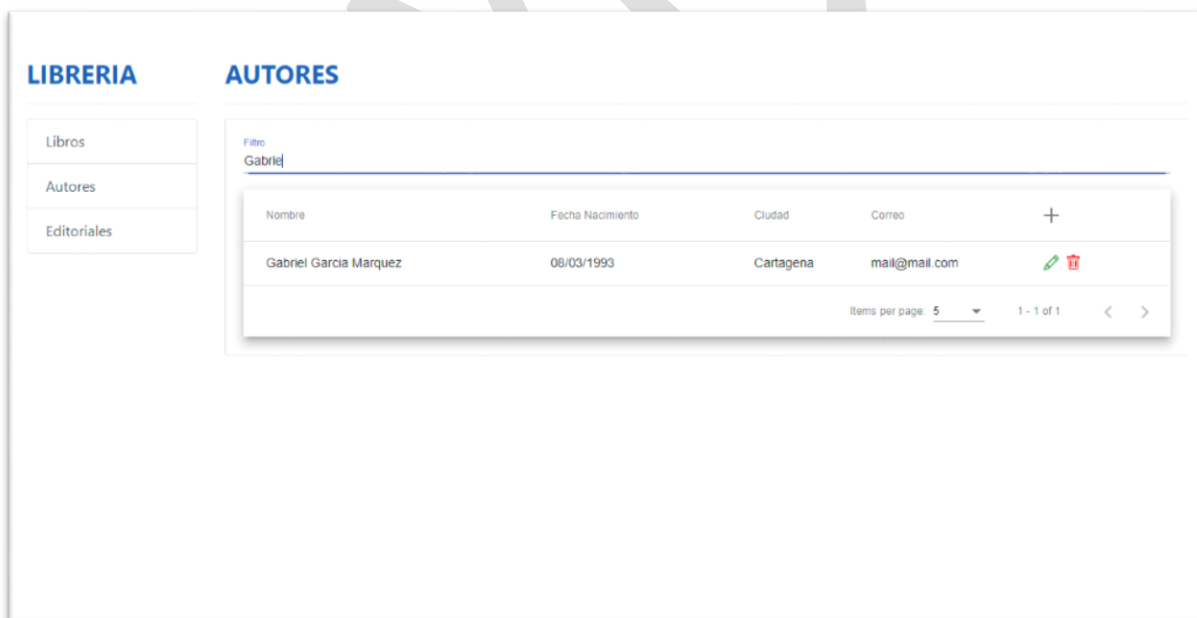 LIBRERIA
AUTORES
Libros
Autores
Editoriales
Filtro
Gabriel
Nombre Fecha Nacimiento Ciudad Correo
Gabriel Garcia Marquez 08/03/1993 Cartagena mail@mail.com
Items per page: 5 1 - 1 of 1